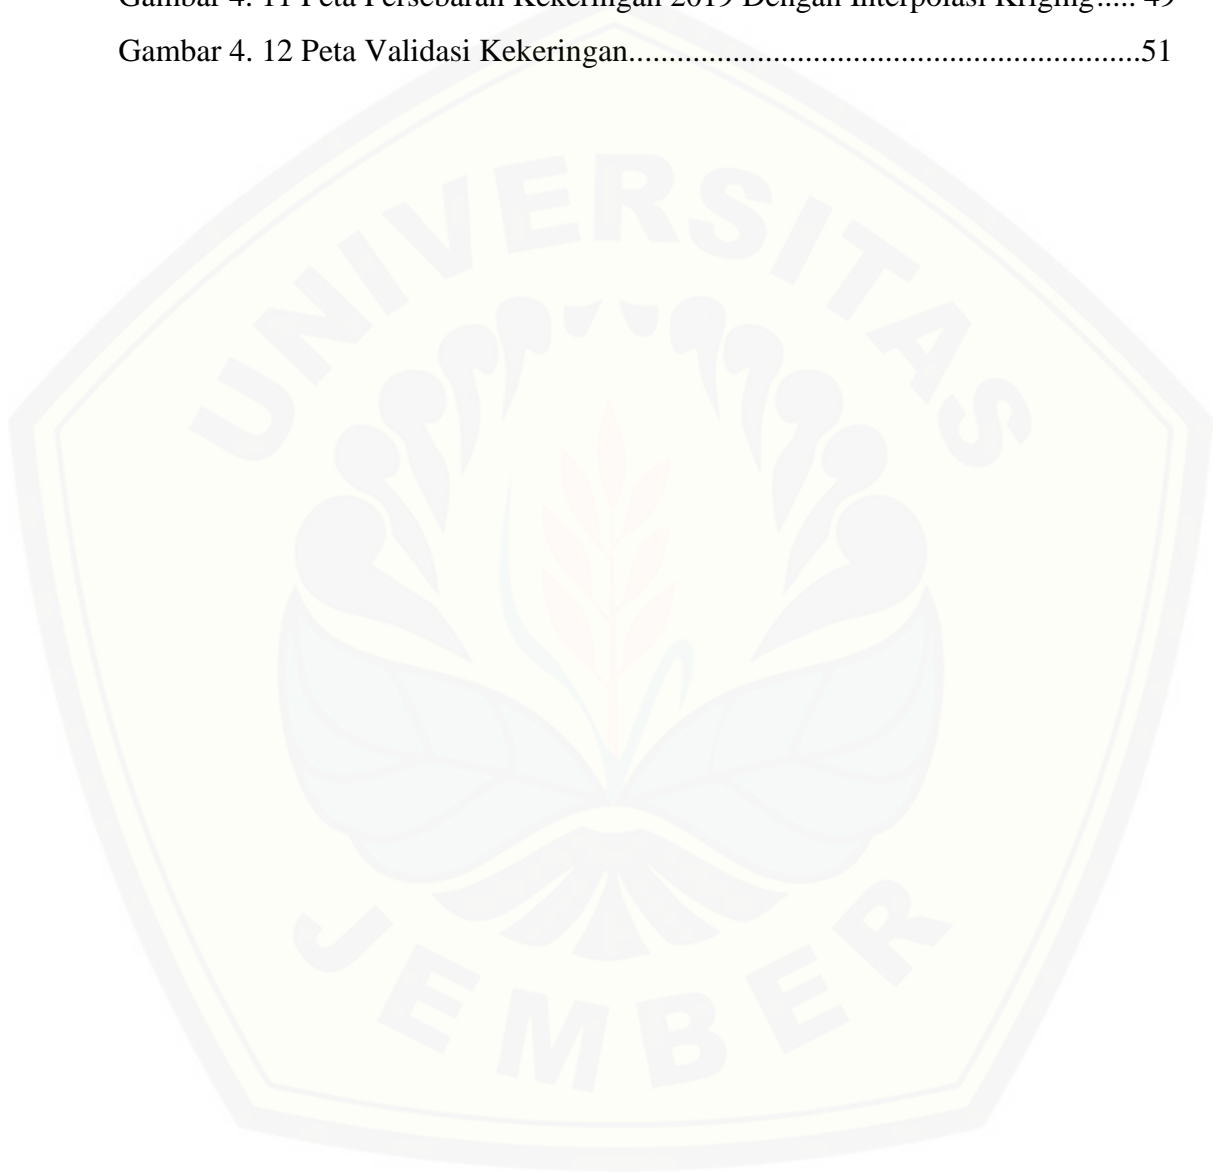 Gambar 4. 11 Peta Persebaran Kekeringan 2019 Dengan Interpolasi Kriging..... 49
Gambar 4. 12 Peta Validasi Kekeringan...............................................................51
UNIVERSITAS
JEMBER